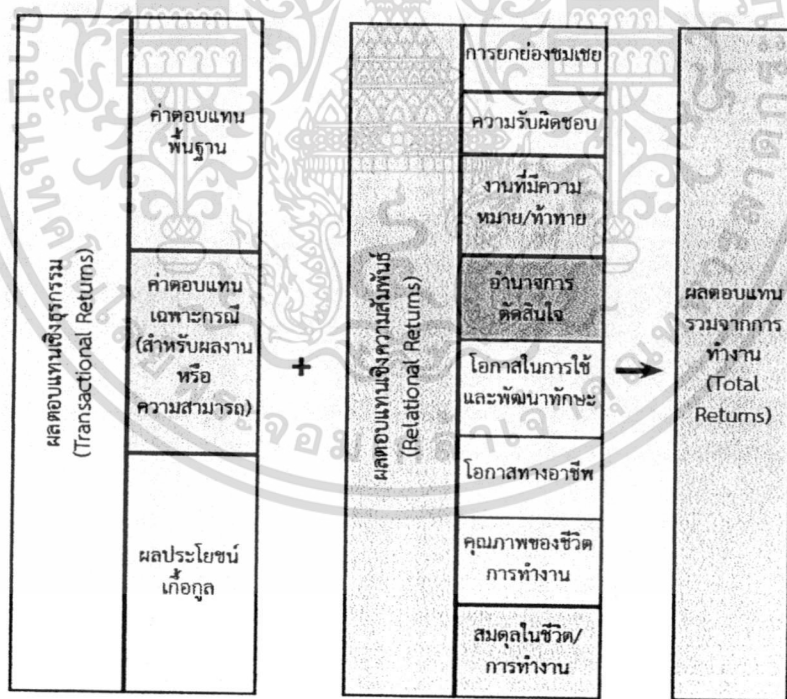 ผลตอบแทนเชิงธุรกรรม
(Transactional Returns)
ค่าตอบแทน
พื้นฐาน
ค่าตอบแทน
เฉพาะกรณี
(สำหรับผลงาน
หรือ
ความสามารถ)
ผลประโยชน์
เกื้อกูล
+
ผลตอบแทนเชิงความสัมพันธ์
(Relational Returns)
การยกย่องชมเชย
ความรับผิดชอบ
งานที่มีความ
หมาย/ท้าทาย
อำนาจการ
ตัดสินใจ
โอกาสในการใช้
และพัฒนาทักษะ
โอกาสทางอาชีพ
คุณภาพของชีวิต
การทำงาน
สมดุลในชีวิต/
การทำงาน
ผลตอบแทน
รวมจากการ
ทำงาน
(Total
Returns)